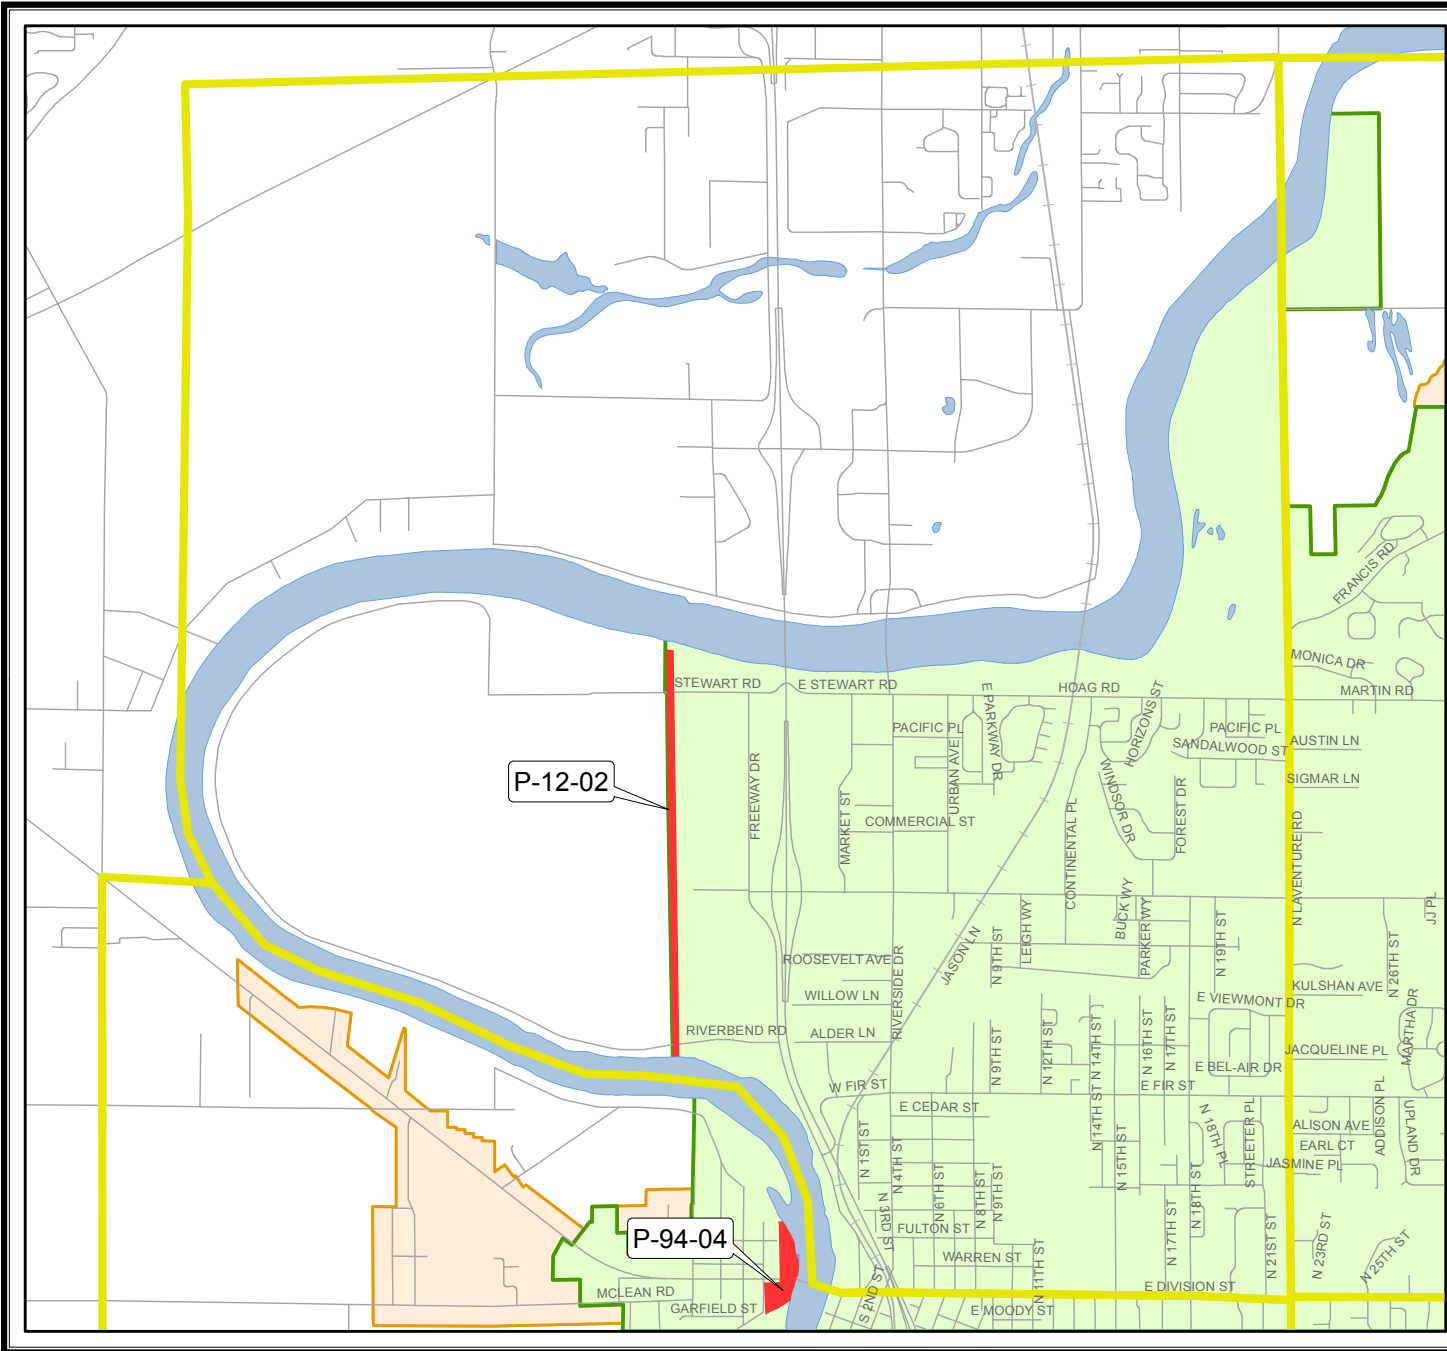 FRANCIS RD
MONICA DR
MARTIN RD
STEWART RD
E STEWART RD
HOAG RD
E PARKWAY DR
HORIZONS ST
PACIFIC PL
PACIFIC PL
SANDALWOOD ST
AUSTIN LN
SIGMAR LN
P-12-02
FREEWAY DR
MARKET ST
URBAN AVE
COMMERCIAL ST
WINDSOR DR
FOREST DR
CONTINENTAL PL
N LAVENTURE RD
BUCK WY
PARKER WY
LEIGH WY
JJ PL
N 19TH ST
N 26TH ST
JASON LN
N 9TH ST
ROOSEVELT AVE
RIVERSIDE DR
WILLOW LN
KULSHAN AVE
E VIEWMONT DR
MARTHA DR
RIVERBEND RD
ALDER LN
N 9TH ST
N 12TH ST
N 14TH ST
N 16TH ST
N 17TH ST
JACQUELINE PL
E BEL-AIR DR
W FIR ST
E FIR ST
E CEDAR ST
N 14TH ST
N 18TH PL
STREETER PL
ALISON AVE
ADDISON PL
UPLAND DR
EARL CT
JASMINE PL
N 1ST ST
N 4TH ST
N 15TH ST
N 3RD ST
N 6TH ST
N 8TH ST
N 9TH ST
N 17TH ST
N 18TH ST
P-94-04
FULTON ST
WARREN ST
N 11TH ST
N 21ST ST
N 23RD ST
N 25TH ST
E DIVISION ST
MCLEAN RD
GARFIELD ST
S 2ND ST
E MOODY ST